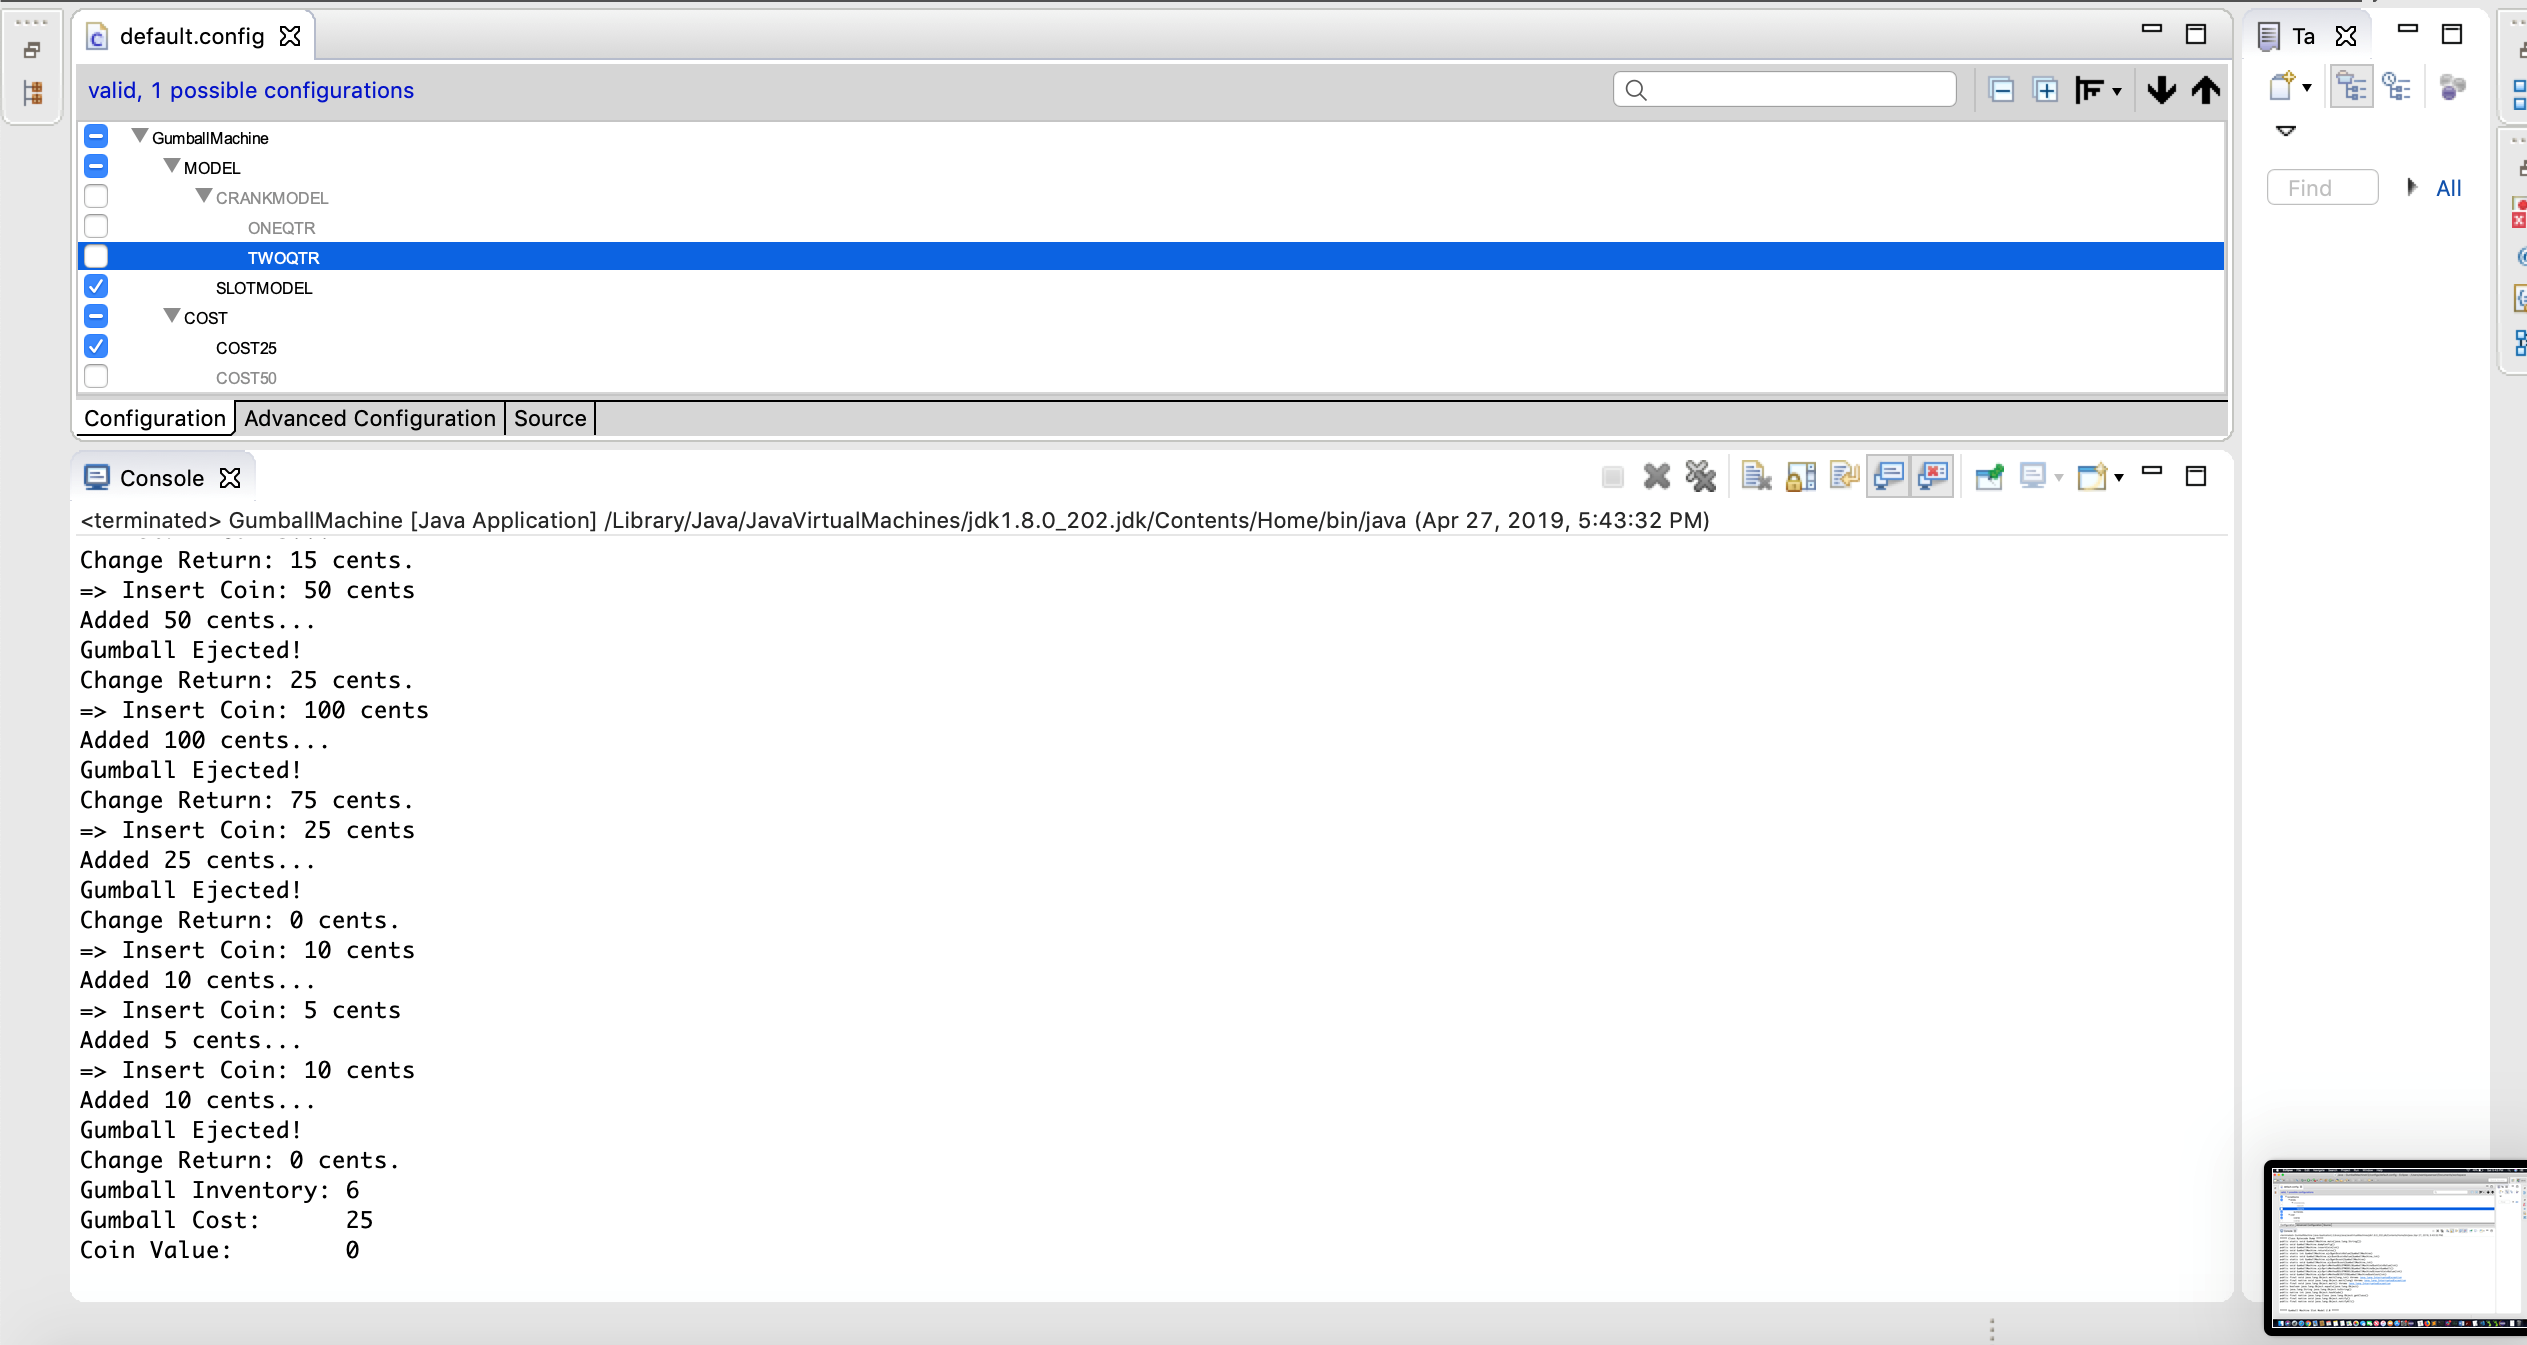 default.config
Ta
valid, 1 possible configurations
GumballMachine
MODEL
CRANKMODEL
ONEQTR
TWOQTR
SLOTMODEL
COST
COST25
COST50
Find
All
Configuration Advanced Configuration Source
Console
<terminated> GumballMachine [Java Application] /Library/Java/JavaVirtualMachines/jdk1.8.0_202.jdk/Contents/Home/bin/java (Apr 27, 2019, 5:43:32 PM)
Change Return: 15 cents.
=> Insert Coin: 50 cents
Added 50 cents...
Gumball Ejected!
Change Return: 25 cents.
=> Insert Coin: 100 cents
Added 100 cents...
Gumball Ejected!
Change Return: 75 cents.
=> Insert Coin: 25 cents
Added 25 cents...
Gumball Ejected!
Change Return: 0 cents.
=> Insert Coin: 10 cents
Added 10 cents...
=> Insert Coin: 5 cents
Added 5 cents...
=> Insert Coin: 10 cents
Added 10 cents...
Gumball Ejected!
Change Return: 0 cents.
Gumball Inventory: 6
Gumball Cost: 25
Coin Value: 0